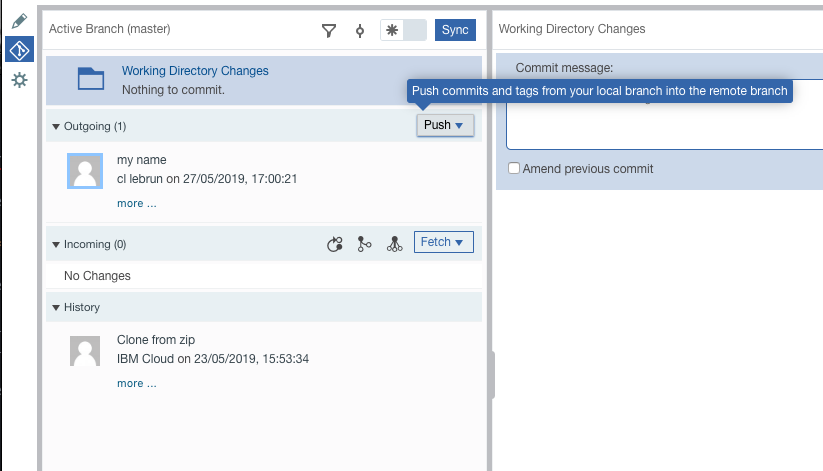 Active Branch (master)
Sync
Working Directory Changes
Nothing to commit.
Outgoing (1)
Push
my name
cl lebrun on 27/05/2019, 17:00:21
more ...
Incoming (0)
Fetch
No Changes
History
Clone from zip
IBM Cloud on 23/05/2019, 15:53:34
more ...
Working Directory Changes
Commit message:
Push commits and tags from your local branch into the remote branch
Amend previous commit